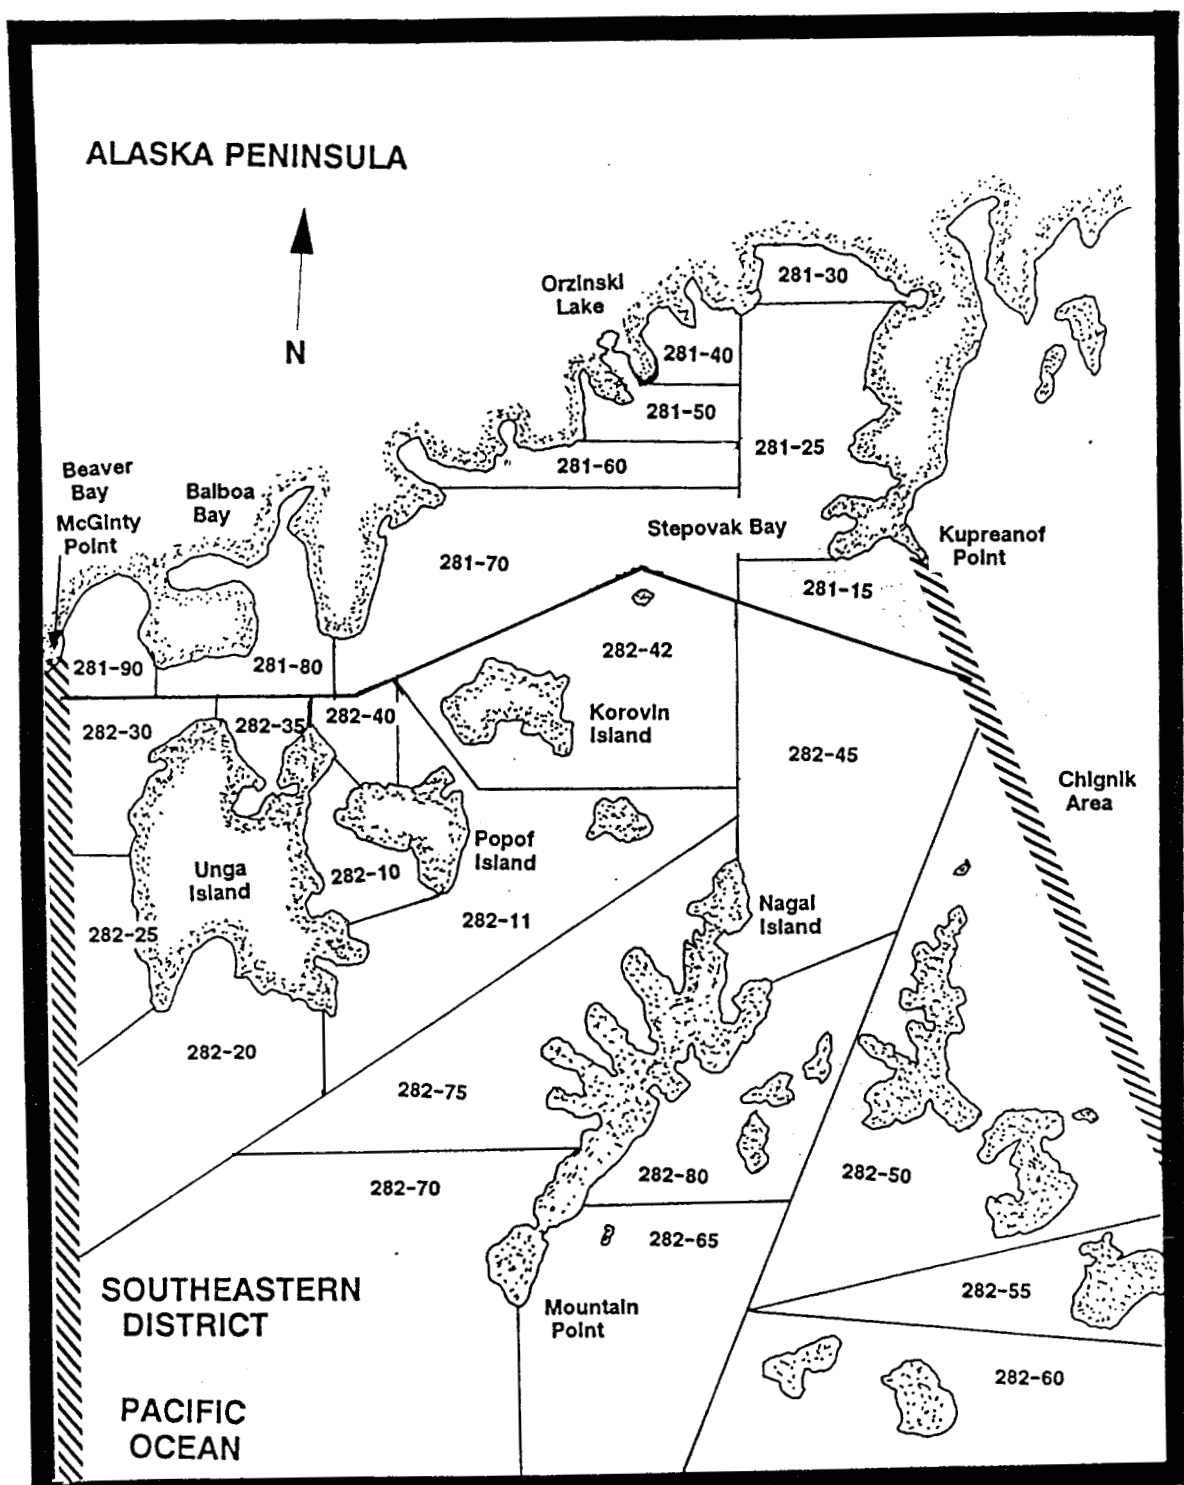 ALASKA PENINSULA
N
Orzinski
Lake
281-30
281-40
281-50
281-25
281-60
Beaver
Bay
Balboa
Bay
McGinty
Point
Stepovak Bay
Kupreanof
Point
281-70
281-15
281-90
281-80
282-42
282-30
282-35
282-40
Korovin
Island
282-45
Chignik
Area
Popof
Island
Unga
Island
282-10
282-11
Nagai
Island
282-25
282-20
282-75
282-70
282-80
282-50
282-65
SOUTHEASTERN
DISTRICT
282-55
Mountain
Point
282-60
PACIFIC
OCEAN